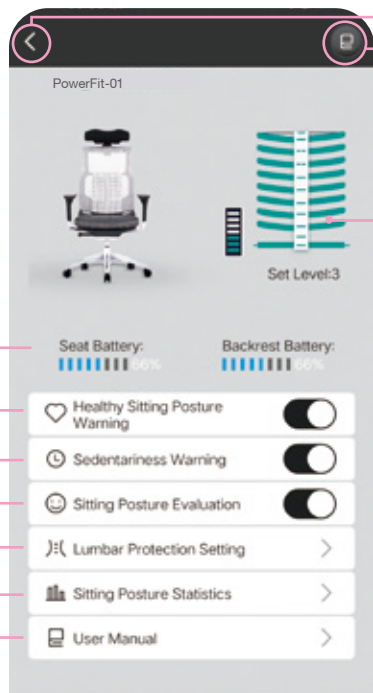 PowerFit-01
Set Level:3
Seat Battery:
Backrest Battery:
66%
66%
Healthy Sitting Posture
Warning
Sedentariness Warning
Sitting Posture Evaluation
Lumbar Protection Setting
Sitting Posture Statistics
User Manual